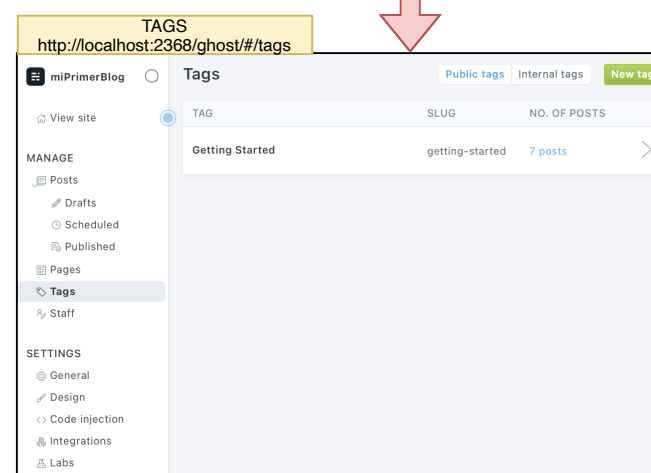 TAGS
http://localhost:2368/ghost/#/tags
miPrimerBlog
Tags
Public tags
Internal tags
New tag
View site
TAG
SLUG
NO. OF POSTS
Getting Started
getting-started
7 posts
MANAGE
Posts
Drafts
Scheduled
Published
Pages
Tags
Staff
SETTINGS
General
Design
Code injection
Integrations
Labs